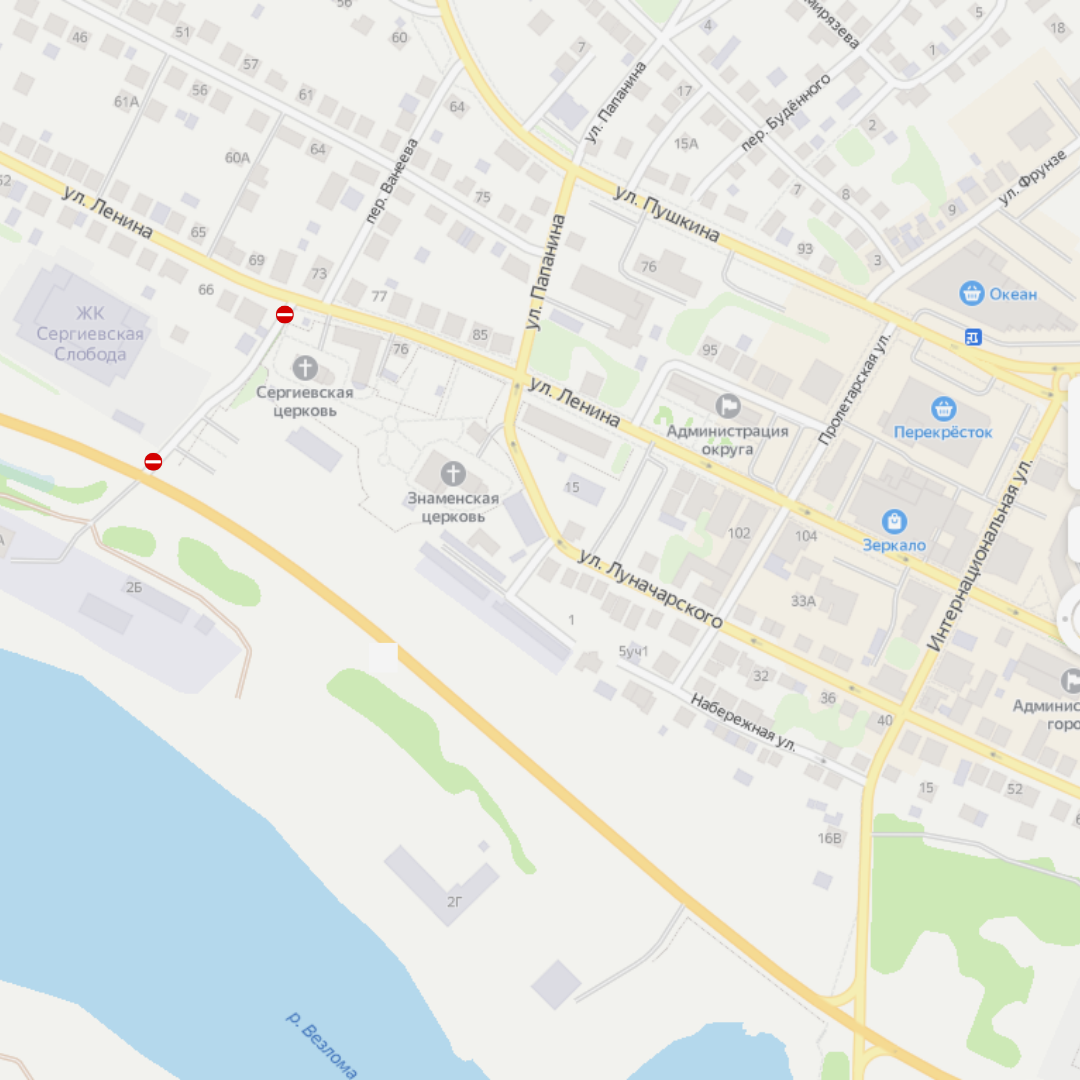 56
4
5
18
46
51
60
7
1
ул. Папанина
57
17
пер. Будённого
61А
56
61
64
2
64
15А
60А
пер. Ванеева
ул. Фрунзе
75
7
8
9
ул. Ленина
ул. Пушкина
65
93
3
69
73
76
66
77
Океан
ул. Папанина
ЖК
Сергиевская
Слобода
85
76
95
Пролетарская ул.
Сергиевская
церковь
ул. Ленина
Администрация
округа
Перекрёсток
Знаменская
церковь
15
102
104
Зеркало
ул. Луначарского
Интернациональная ул.
2Б
33А
1
5уч1
32
36
40
Набережная ул.
15
52
16В
2Г
р. Везлома